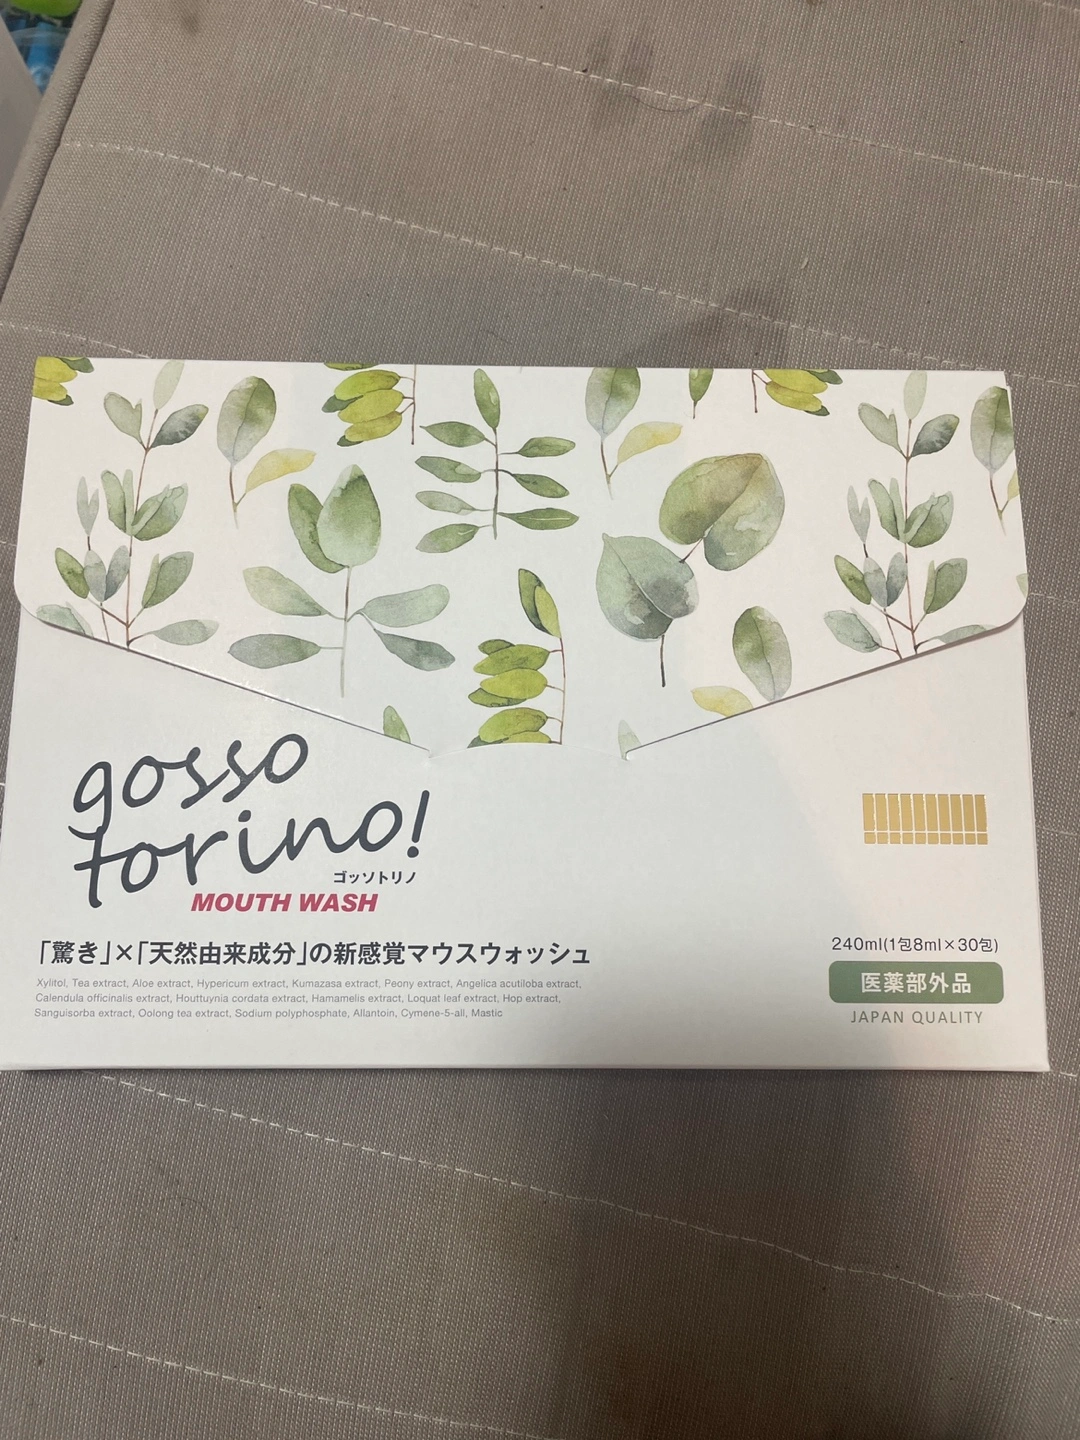 gosso
torino!
ゴッソトリノ
MOUTH WASH
「驚き」×「天然由来成分」の新感覚マウスウォッシュ
Xylitol, Tea extract, Aloe extract, Hypericum extract, Kumazasa extract, Peony extract, Angelica acutiloba extract,
Calendula officinalis extract, Houttuynia cordata extract, Hamamelis extract, Loquat leaf extract, Hop extract,
Sanguisorba extract, Oolong tea extract, Sodium polyphosphate, Allantoin, Cymene-5-all, Mastic
240ml(1包8ml×30包)
医薬部外品
JAPAN QUALITY